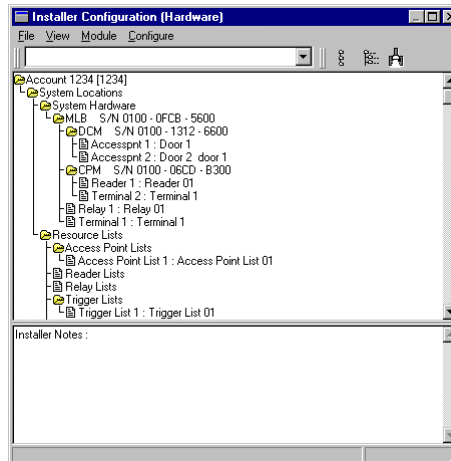 Installer Configuration (Hardware)
File View Module Configure
Account 1234 [1234]
System Locations
System Hardware
MLB S/N 0100 - 0FCB - 5600
DCM S/N 0100 - 1312 - 6600
Accesspnt 1 : Door 1
Accesspnt 2 : Door 2 door 1
CPM S/N 0100 - 06CD - B300
Reader 1 : Reader 01
Terminal 2 : Terminal 1
Relay 1 : Relay 01
Terminal 1 : Terminal 1
Resource Lists
Access Point Lists
Access Point List 1 : Access Point List 01
Reader Lists
Relay Lists
Trigger Lists
Trigger List 1 : Trigger List 01
Installer Notes :